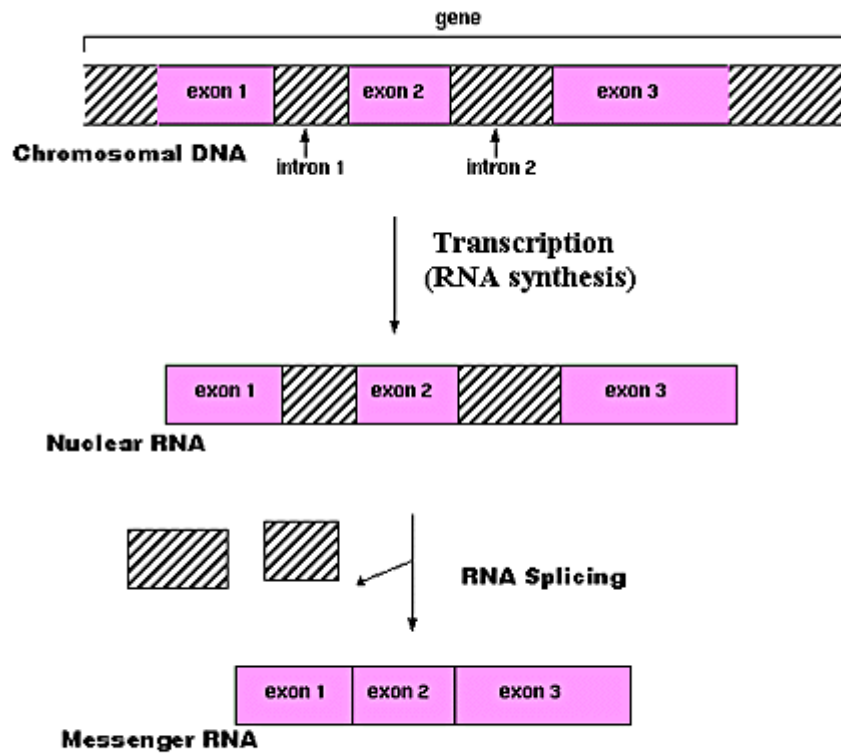 gene
exon 1
exon 2
exon 3
Chromosomal DNA
intron 1
intron 2
Transcription
(RNA synthesis)
exon 1
exon 2
exon 3
Nuclear RNA
RNA Splicing
exon 1
exon 2
exon 3
Messenger RNA